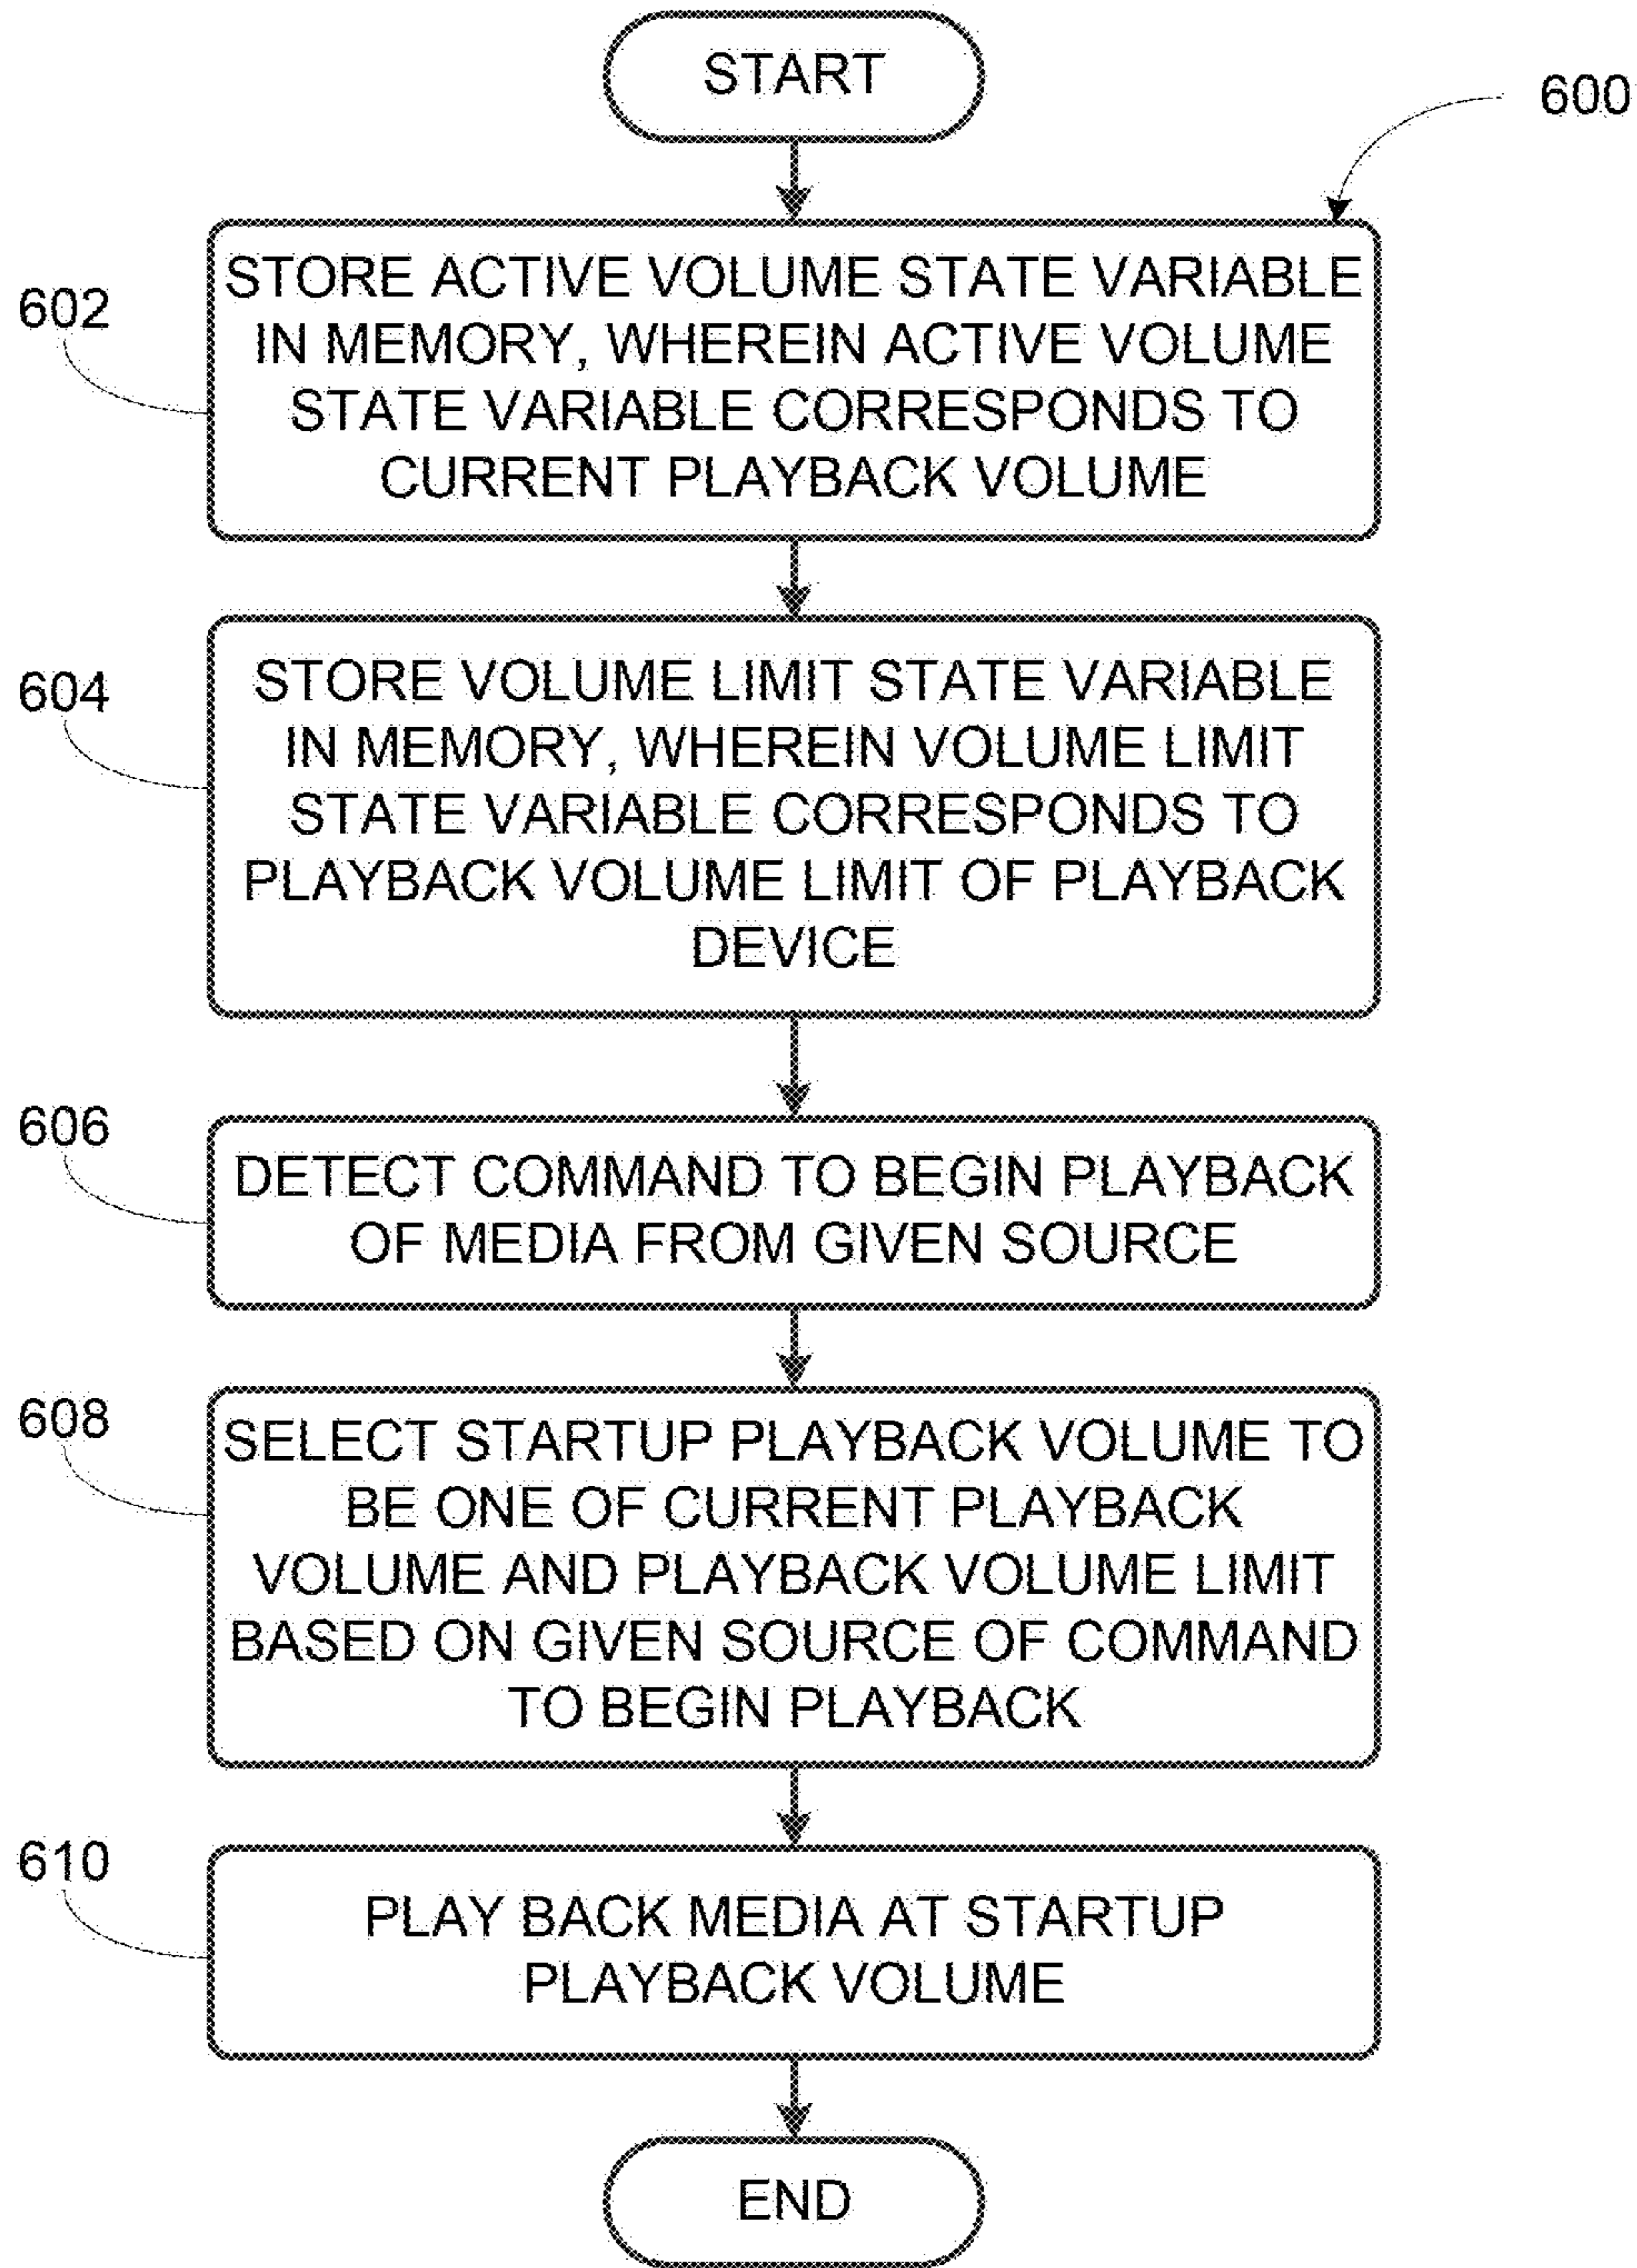 START
600
602
STORE ACTIVE VOLUME STATE VARIABLE
IN MEMORY, WHEREIN ACTIVE VOLUME
STATE VARIABLE CORRESPONDS TO
CURRENT PLAYBACK VOLUME
604
STORE VOLUME LIMIT STATE VARIABLE
IN MEMORY, WHEREIN VOLUME LIMIT
STATE VARIABLE CORRESPONDS TO
PLAYBACK VOLUME LIMIT OF PLAYBACK
DEVICE
606
DETECT COMMAND TO BEGIN PLAYBACK
OF MEDIA FROM GIVEN SOURCE
608
SELECT STARTUP PLAYBACK VOLUME TO
BE ONE OF CURRENT PLAYBACK
VOLUME AND PLAYBACK VOLUME LIMIT
BASED ON GIVEN SOURCE OF COMMAND
TO BEGIN PLAYBACK
610
PLAY BACK MEDIA AT STARTUP
PLAYBACK VOLUME
END